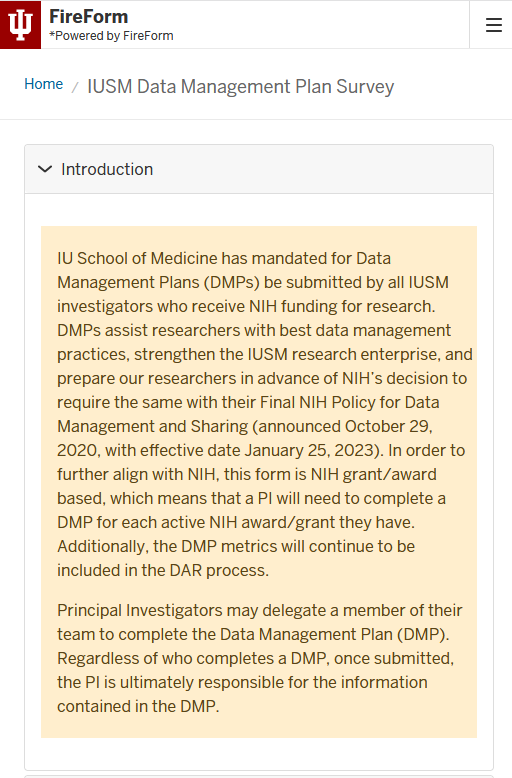 FireForm
*Powered by FireForm
Home / IUSM Data Management Plan Survey
Introduction
IU School of Medicine has mandated for Data
Management Plans (DMPs) be submitted by all IUSM
investigators who receive NIH funding for research.
DMPs assist researchers with best data management
practices, strengthen the IUSM research enterprise, and
prepare our researchers in advance of NIH's decision to
require the same with their Final NIH Policy for Data
Management and Sharing (announced October 29,
2020, with effective date January 25, 2023). In order to
further align with NIH, this form is NIH grant/award
based, which means that a PI will need to complete a
DMP for each active NIH award/grant they have.
Additionally, the DMP metrics will continue to be
included in the DAR process.
Principal Investigators may delegate a member of their
team to complete the Data Management Plan (DMP).
Regardless of who completes a DMP, once submitted,
the PI is ultimately responsible for the information
contained in the DMP.